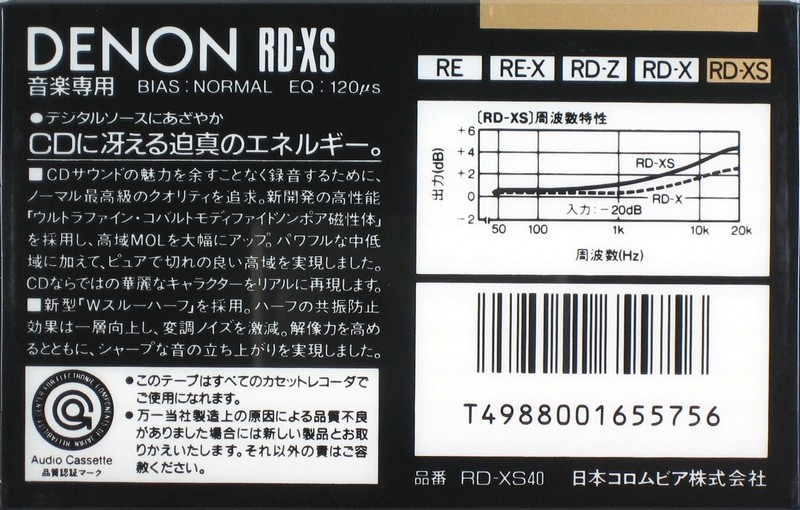 DENON RD-XS
音楽専用 BIAS:NORMAL EQ:120μs
●デジタルソースにあざやか
CDに冴える迫真のエネルギー。
■CDサウンドの魅力を余すことなく録音するために、
ノーマル最高級のクオリティを追求。新開発の高性能
「ウルトラファイン・コバルトモディファイドノンポア磁性体」
を採用し、高域MOLを大幅にアップ。パワフルな中低
域に加えて、ピュアで切れの良い高域を実現しました。
CDならではの華麗なキャラクターをリアルに再現します。
■新型「Wスルーハーフ」を採用。ハーフの共振防止
効果は一層向上し、変調ノイズを激減。解像力を高め
るとともに、シャープな音の立ち上がりを実現しました。
RELIABILITY CENTER FOR ELECTRONIC COMPONENTS OF JAPAN
Audio Cassette
品質認証マーク
●このテープはすべてのカセットレコーダで
ご使用になれます。
●万一当社製造上の原因による品質不良
がありました場合には新しい製品とお取
りかえいたします。それ以外の責はご容
赦ください。
RE RE-X RD-Z RD-X RD-XS
〔RD-XS〕周波数特性
出力(dB)
+6
+4
+2
0
-2
RD-XS
RD-X
入力:-20dB
50 100 1k 10k 20k
周波数(Hz)
T4988001655756
品番 RD-XS40 日本コロムビア株式会社